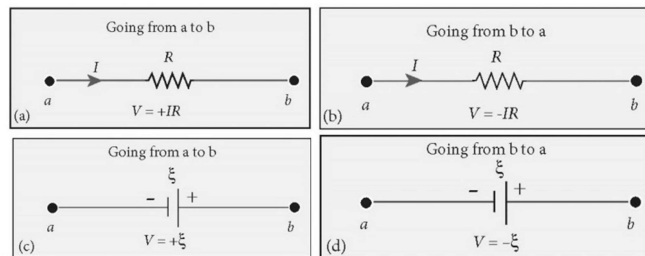 Going from a to b
I
R
a
b
(a)
V = +IR
Going from b to a
I
R
a
b
(b)
V = -IR
Going from a to b
ξ
- +
a
b
(c)
V = +ξ
Going from b to a
ξ
- +
a
b
(d)
V = −ξ